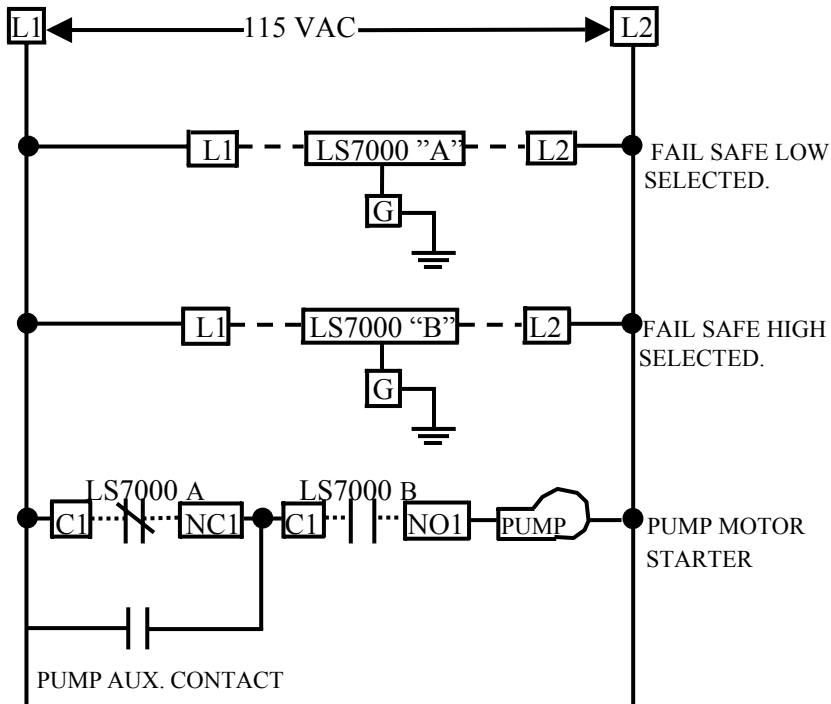 L1 115 VAC L2
L1 LS7000 ”A” L2 FAIL SAFE LOW
SELECTED.
G
L1 LS7000 “B” L2 FAIL SAFE HIGH
SELECTED.
G
LS7000 A LS7000 B
C1 NC1 C1 NO1 PUMP PUMP MOTOR
STARTER
PUMP AUX. CONTACT